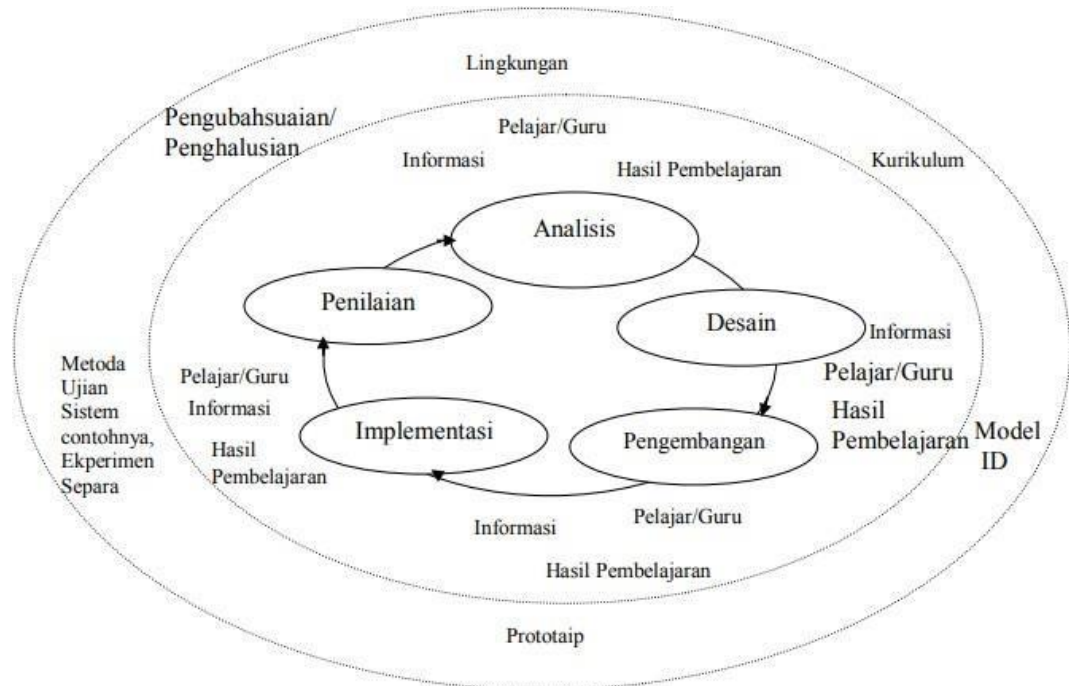 Lingkungan
Pengubahsuaian/
Penghalusian
Pelajar/Guru
Informasi
Hasil Pembelajaran
Kurikulum
Analisis
Penilaian
Desain
Informasi
Pelajar/Guru
Hasil
Pembelajaran
Model
ID
Metoda
Ujian
Sistem
contohnya,
Ekperimen
Separa
Pelajar/Guru
Informasi
Hasil
Pembelajaran
Implementasi
Pengembangan
Informasi
Pelajar/Guru
Hasil Pembelajaran
Prototaip